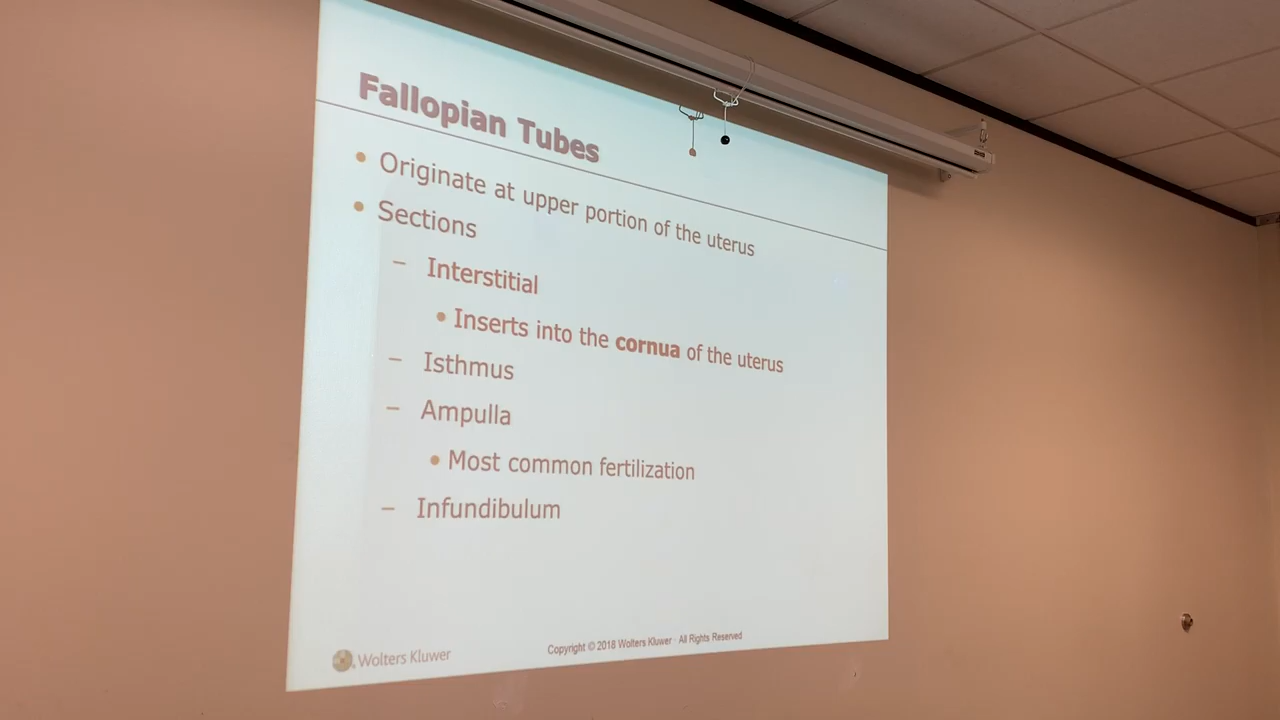 Fallopian Tubes
• Originate at upper portion of the uterus
• Sections
– Interstitial
• Inserts into the cornua of the uterus
– Isthmus
– Ampulla
• Most common fertilization
– Infundibulum
Wolters Kluwer
Copyright © 2018 Wolters Kluwer · All Rights Reserved